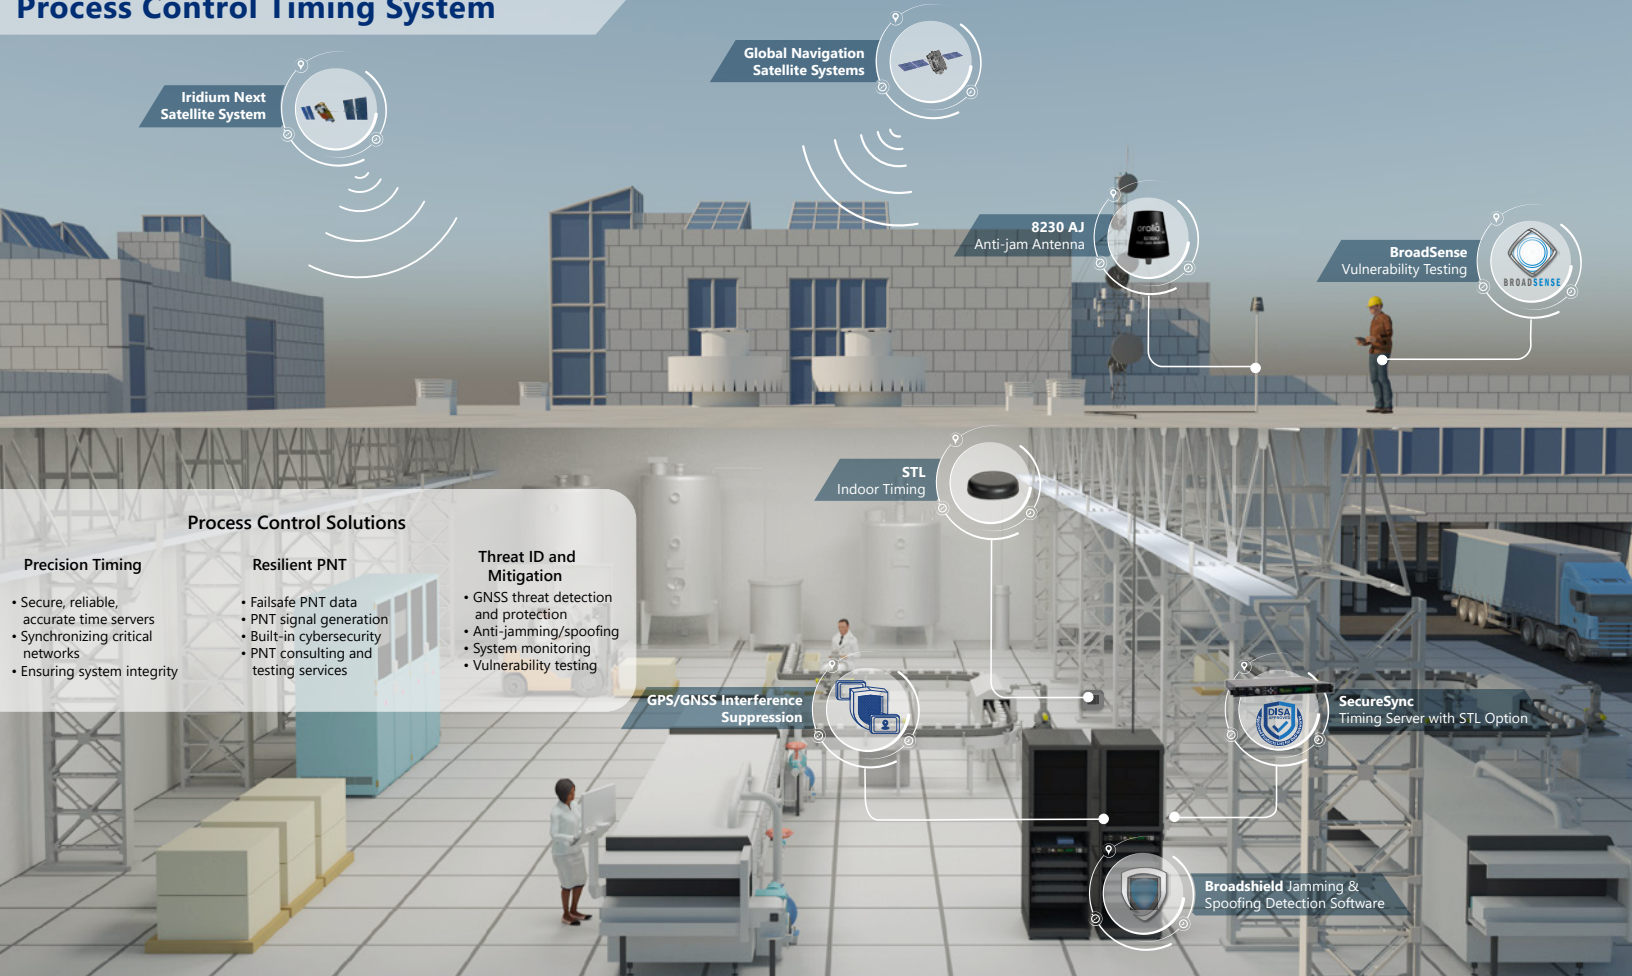 Process Control Timing System
Global Navigation
Satellite Systems
Iridium Next
Satellite System
8230 AJ
Anti-jam Antenna
orolia
BroadSense
Vulnerability Testing
BROADSENSE
STL
Indoor Timing
Process Control Solutions
Precision Timing
• Secure, reliable,
accurate time servers
• Synchronizing critical
networks
• Ensuring system integrity
Resilient PNT
• Failsafe PNT data
• PNT signal generation
• Built-in cybersecurity
• PNT consulting and
testing services
Threat ID and
Mitigation
• GNSS threat detection
and protection
• Anti-jamming/spoofing
• System monitoring
• Vulnerability testing
GPS/GNSS Interference
Suppression
SecureSync
Timing Server with STL Option
DISA
APPROVED
Broadshield Jamming &
Spoofing Detection Software